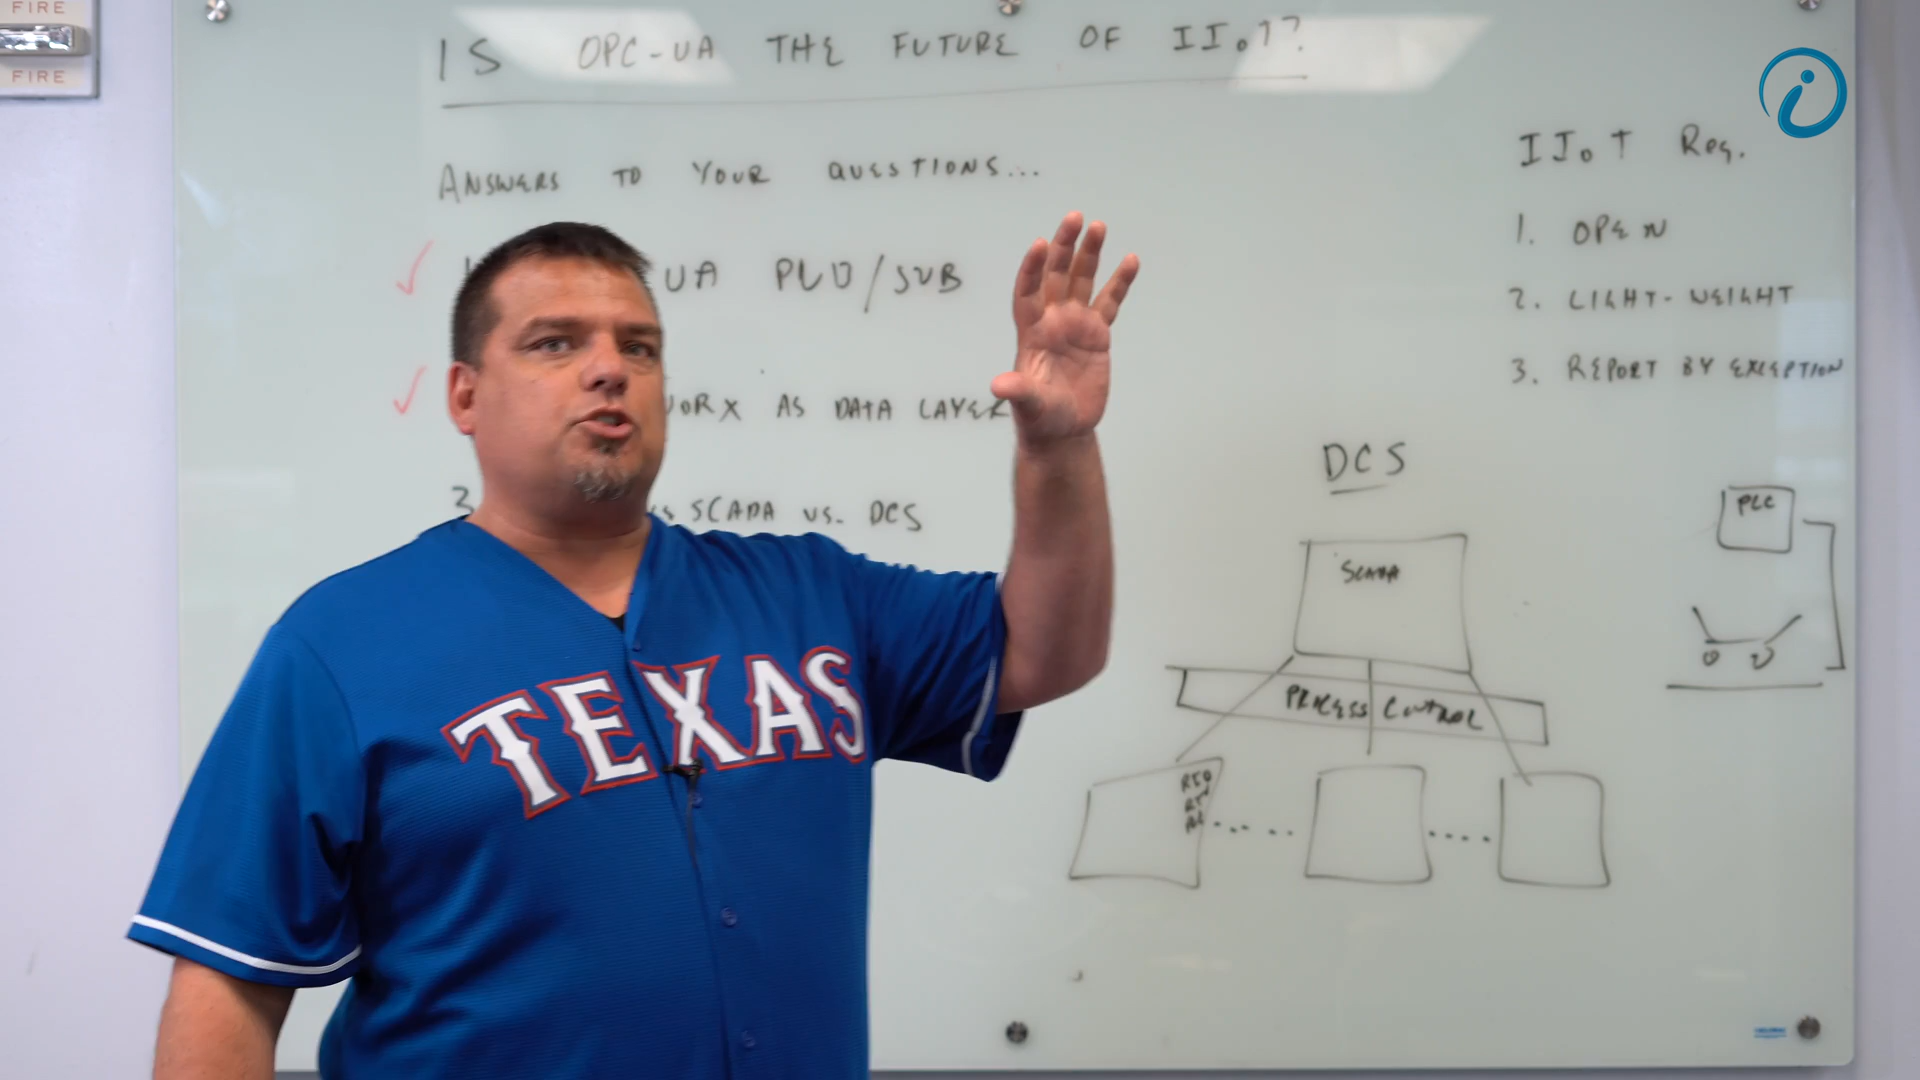 FIRE
FIRE
IS OPC-UA THE FUTURE OF IIoT?
ANSWERS TO YOUR QUESTIONS...
UA PUB/SUB
WORX AS DATA LAYER
3
SCADA VS. DCS
TEXAS
IIoT Req.
1. OPEN
2. LIGHT-WEIGHT
3. REPORT BY EXCEPTION
DCS
SCADA
PROCESS CONTROL
PLC